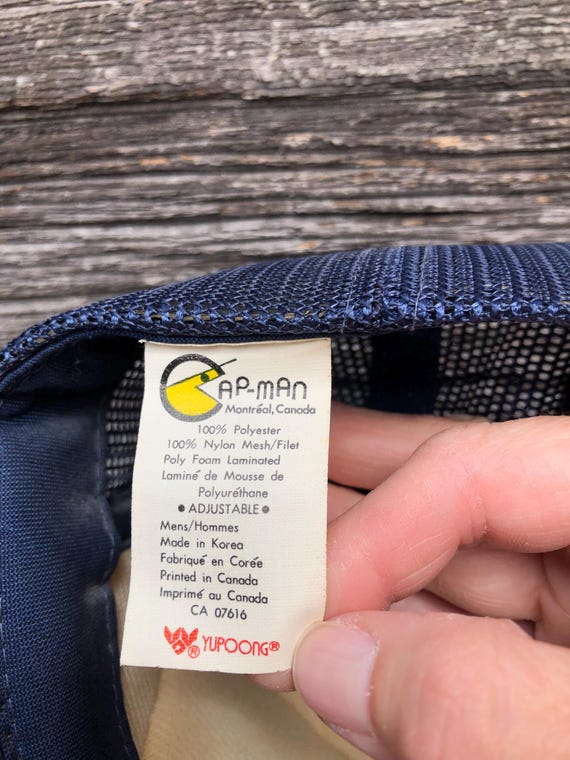 CAP-MAN
Montréal, Canada
100% Polyester
100% Nylon Mesh/Filet
Poly Foam Laminated
Laminé de Mousse de
Polyuréthane
• ADJUSTABLE •
Mens/Hommes
Made in Korea
Fabriqué en Corée
Printed in Canada
Imprimé au Canada
CA 07616
® YUPOONG®